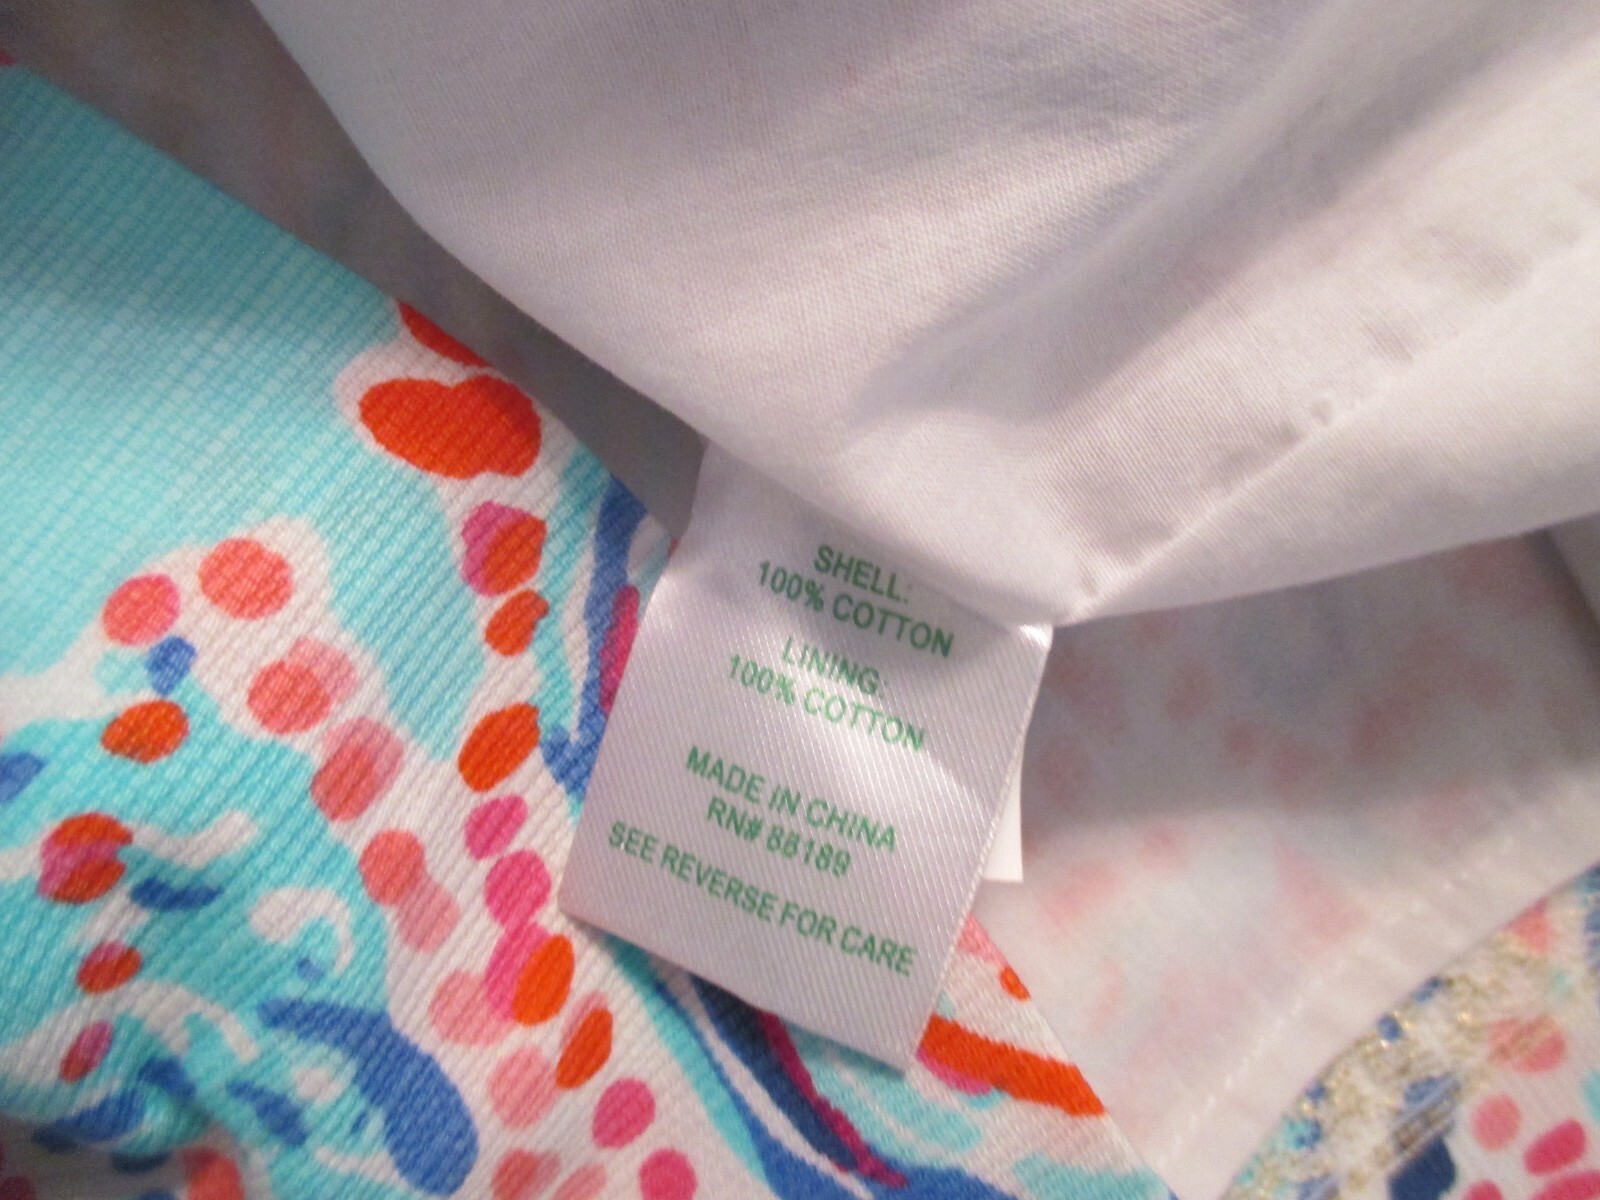 SHELL:
100% COTTON
LINING:
100% COTTON
MADE IN CHINA
RN# 88189
SEE REVERSE FOR CARE